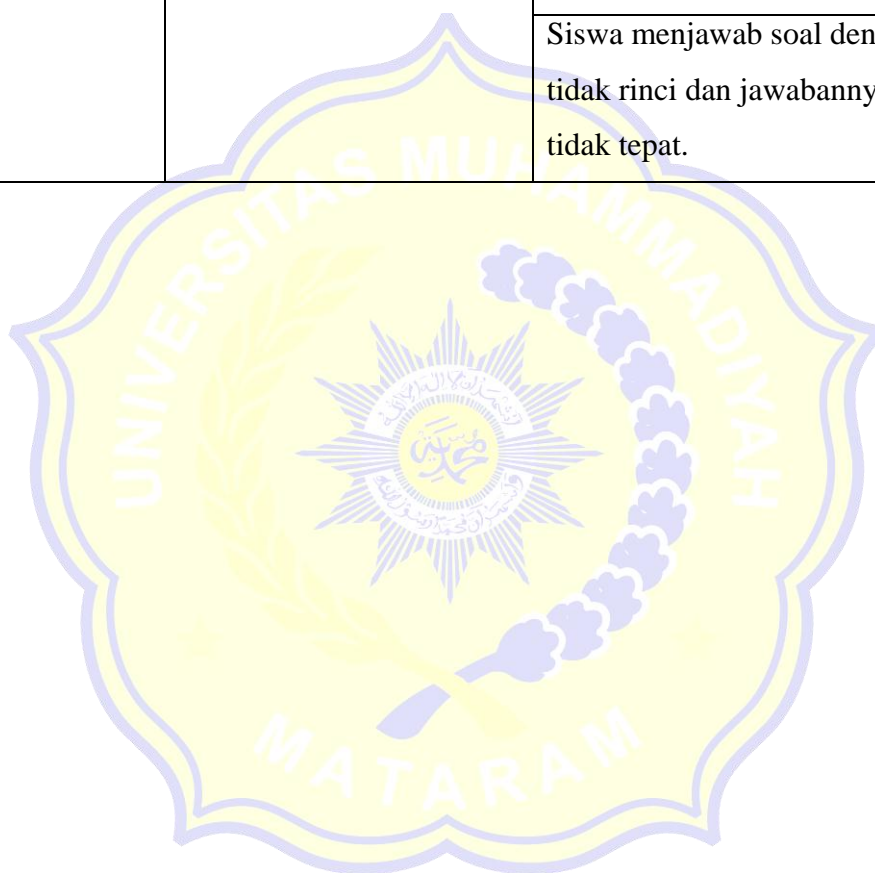 Siswa menjawab soal den
tidak rinci dan jawabanny
tidak tepat.
UNIVERSITAS MUHAMMADIYAH
MATARAM